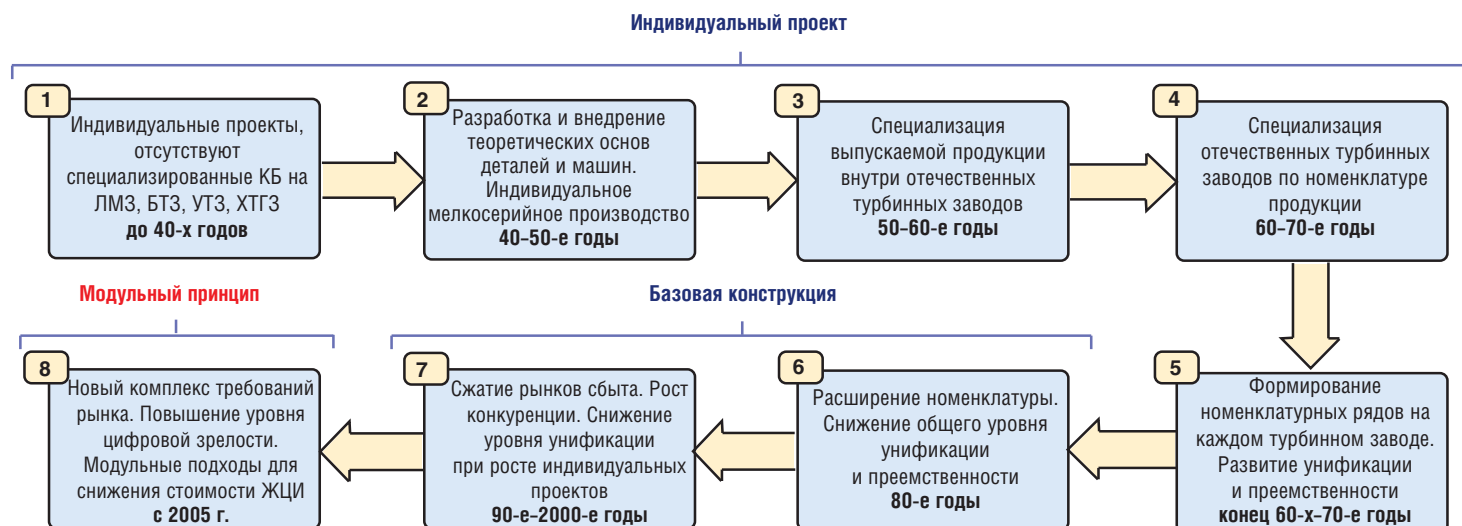 Индивидуальный проект
1
Индивидуальные проекты,
отсутствуют
специализированные КБ на
ЛМЗ, БТЗ, УТЗ, ХТГЗ
до 40-х годов
2
Разработка и внедрение
теоретических основ
деталей и машин.
Индивидуальное
мелкосерийное производство
40–50-е годы
3
Специализация
выпускаемой продукции
внутри отечественных
турбинных заводов
50–60-е годы
4
Специализация
отечественных турбинных
заводов по номенклатуре
продукции
60–70-е годы
Модульный принцип
Базовая конструкция
8
Новый комплекс требований
рынка. Повышение уровня
цифровой зрелости.
Модульные подходы для
снижения стоимости ЖЦИ
с 2005 г.
7
Сжатие рынков сбыта. Рост
конкуренции. Снижение
уровня унификации
при росте индивидуальных
проектов
90-е–2000-е годы
6
Расширение номенклатуры.
Снижение общего уровня
унификации
и преемственности
80-е годы
5
Формирование
номенклатурных рядов на
каждом турбинном заводе.
Развитие унификации
и преемственности
конец 60-х–70-е годы